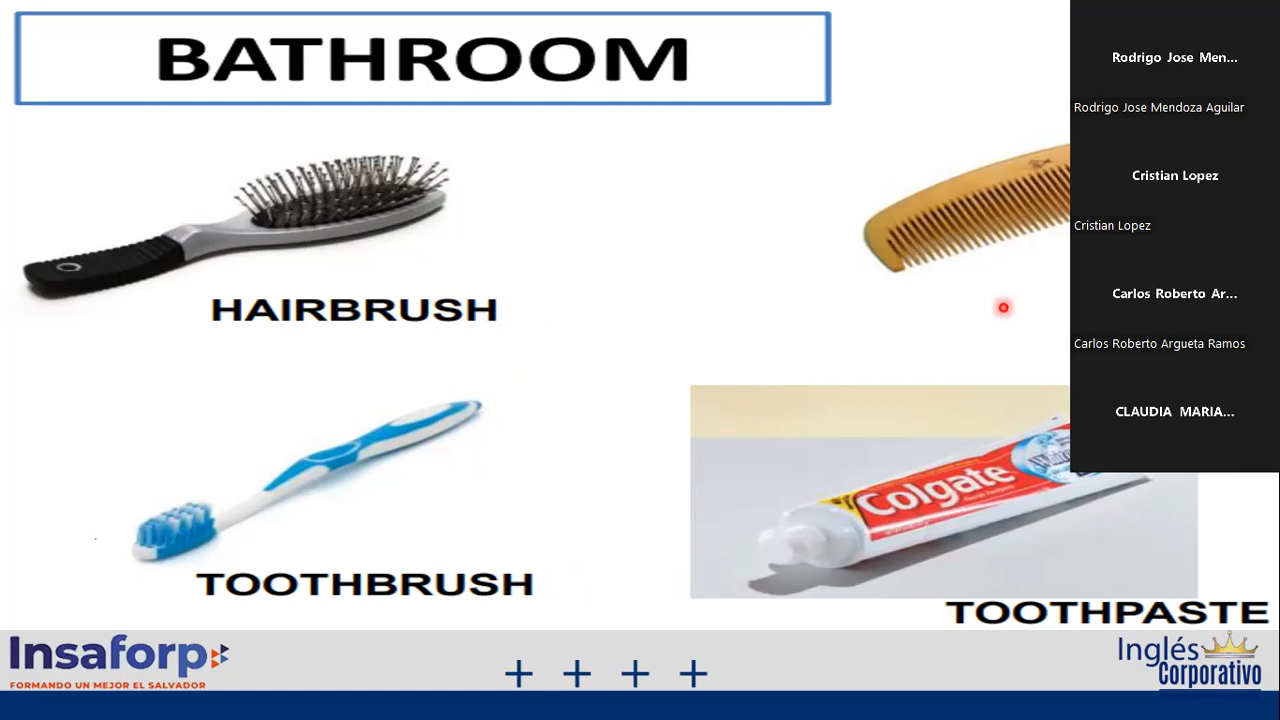 BATHROOM
HAIRBRUSH
TOOTHBRUSH
Colgate
TOOTHPASTE
Rodrigo Jose Men...
Rodrigo Jose Mendoza Aguilar
Cristian Lopez
Cristian Lopez
Carlos Roberto Ar...
Carlos Roberto Argueta Ramos
CLAUDIA MARIA...
Insaforp
FORMANDO UN MEJOR EL SALVADOR
Inglés
Corporativo